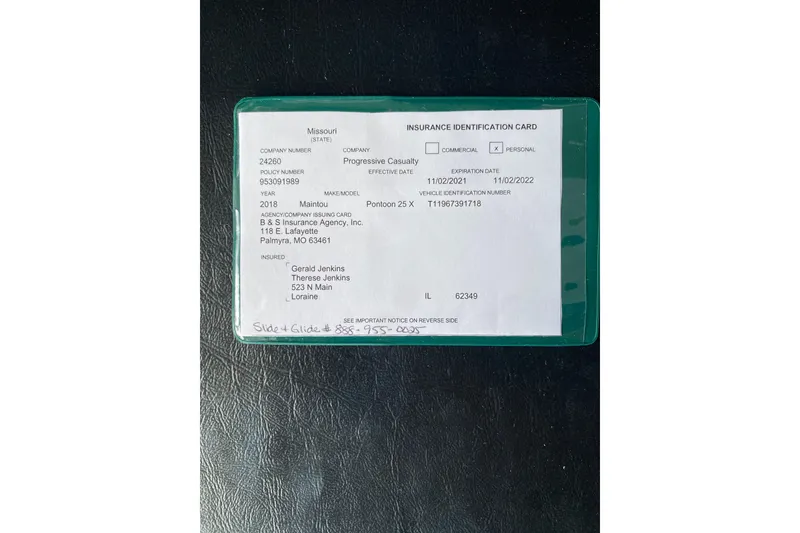 Missouri INSURANCE IDENTIFICATION CARD
(STATE)
COMPANY NUMBER COMPANY COMMERCIAL X PERSONAL
24260 Progressive Casualty
POLICY NUMBER EFFECTIVE DATE EXPIRATION DATE
953091989 11/02/2021 11/02/2022
YEAR MAKE/MODEL VEHICLE IDENTIFICATION NUMBER
2018 Maintou Pontoon 25 X T11967391718
AGENCY/COMPANY ISSUING CARD
B & S Insurance Agency, Inc.
118 E. Lafayette
Palmyra, MO 63461
INSURED
Gerald Jenkins
Therese Jenkins
523 N Main
Loraine IL 62349
SEE IMPORTANT NOTICE ON REVERSE SIDE
Slide + Glide # 888-955-0025